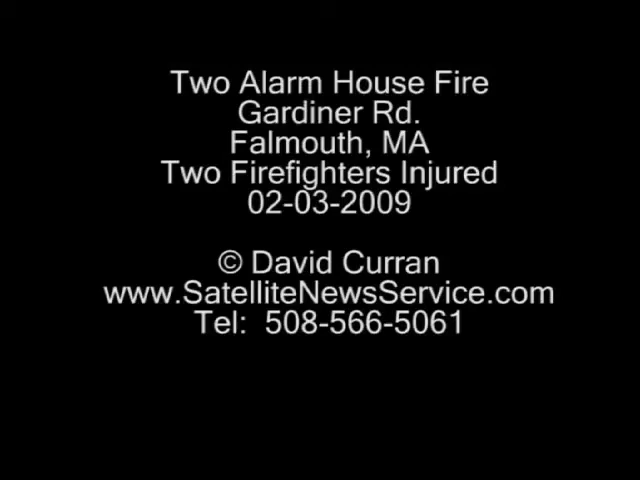 Two Alarm House Fire
Gardiner Rd.
Falmouth, MA
Two Firefighters Injured
02-03-2009
© David Curran
www.SatelliteNewsService.com
Tel:  508-566-5061